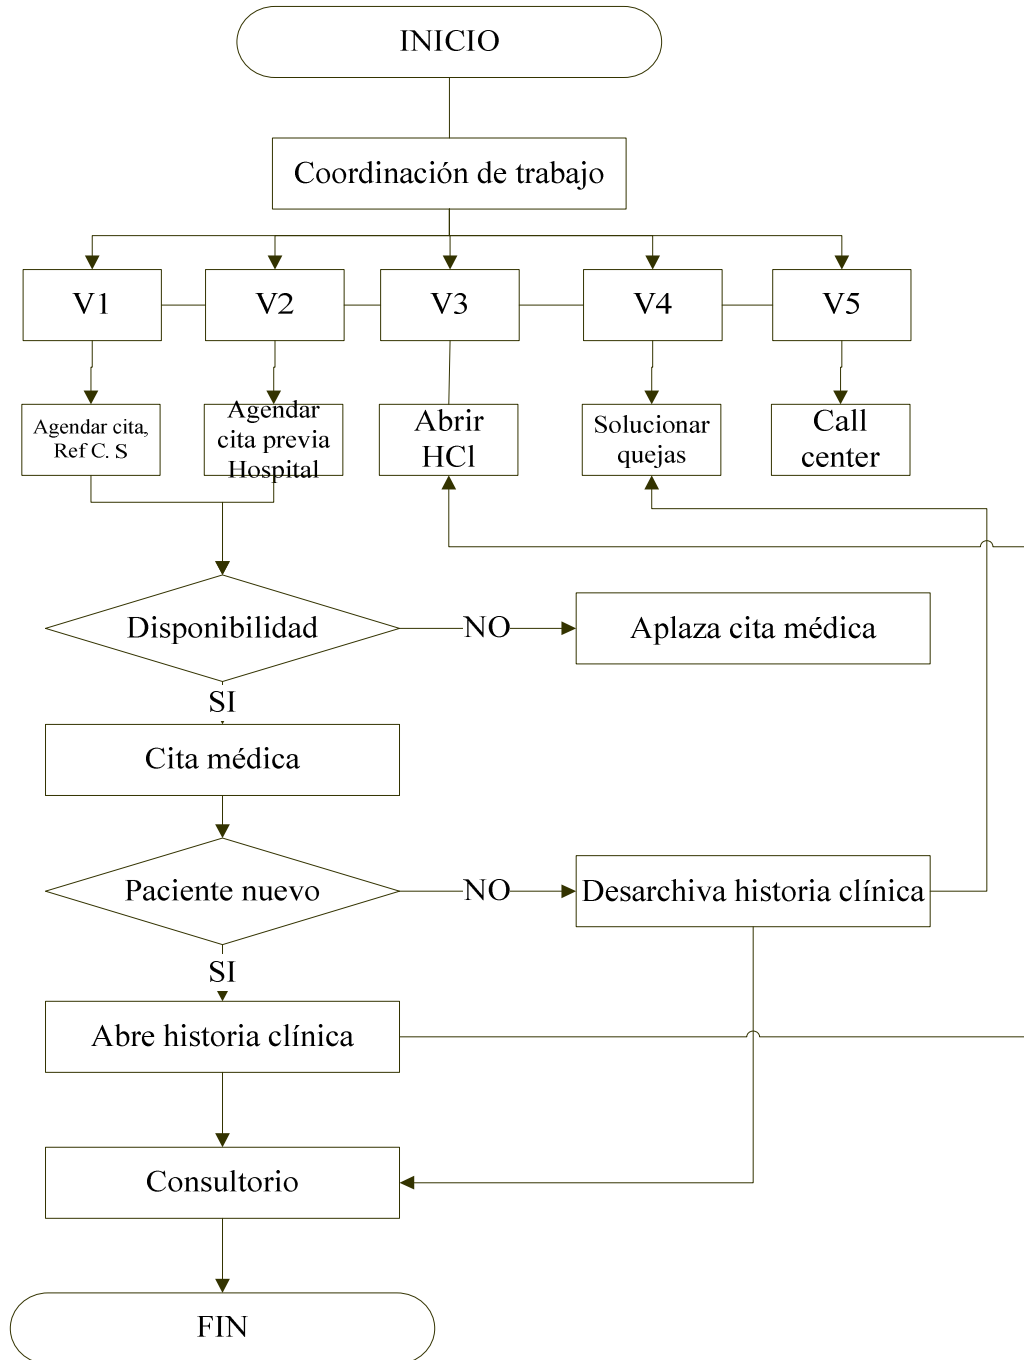 INICIO
Coordinación de trabajo
V1
V2
V3
V4
V5
Agendar cita,
Ref C. S
Agendar
cita previa
Hospital
Abrir
HCl
Solucionar
quejas
Call
center
Disponibilidad
NO
Aplaza cita médica
SI
Cita médica
Paciente nuevo
NO
Desarchiva historia clínica
SI
Abre historia clínica
Consultorio
FIN